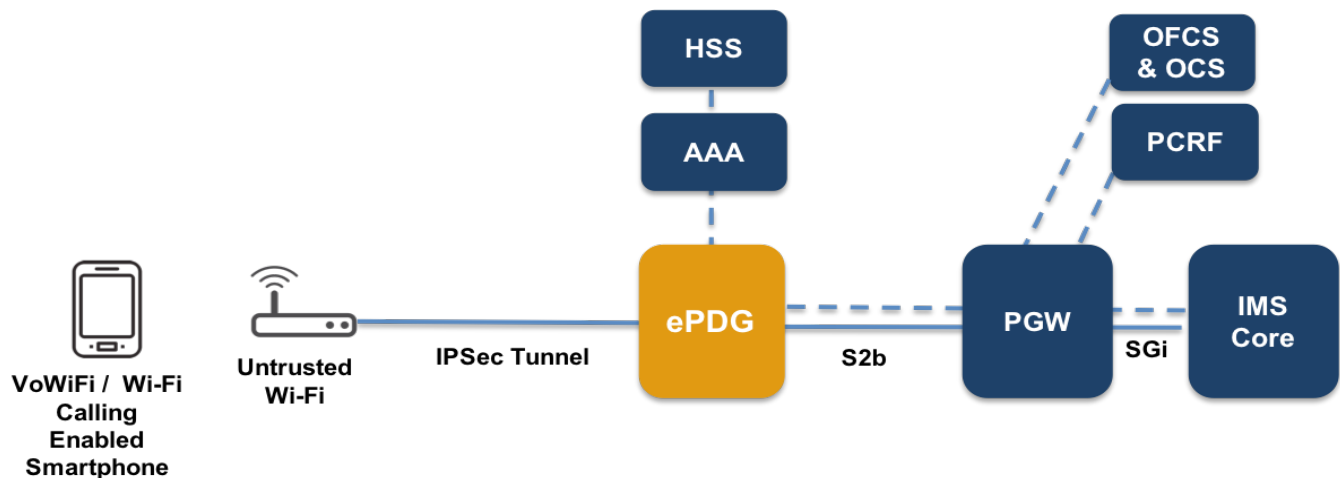 HSS
OFCS
& OCS
AAA
PCRF
ePDG
PGW
IMS
Core
IPSec Tunnel
S2b
SGi
Untrusted
Wi-Fi
VoWiFi / Wi-Fi
Calling
Enabled
Smartphone